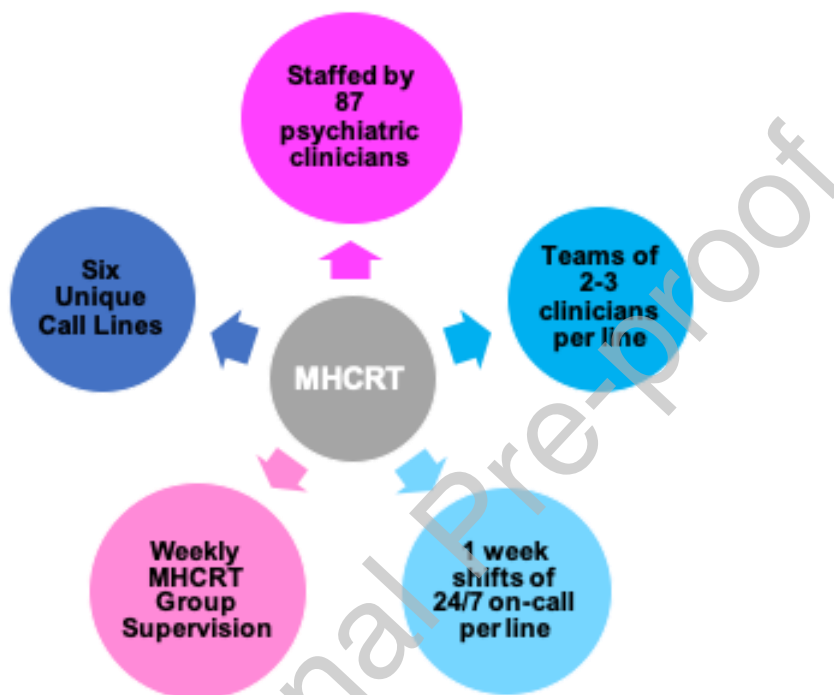 Staffed by
87
psychiatric
clinicians
Six
Unique
Call Lines
Teams of
2-3
clinicians
per line
MHCRT
Weekly
MHCRT
Group
Supervision
1 week
shifts of
24/7 on-call
per line
nal Pre-proof